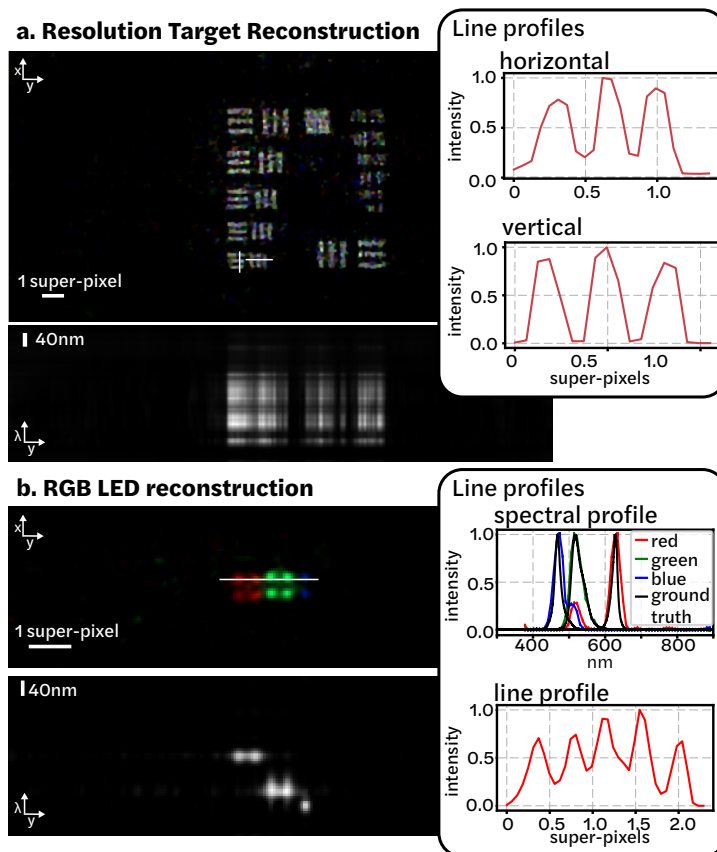 a. Resolution Target Reconstruction
x
y
1 super-pixel
40nm
λ
y
Line profiles
horizontal
intensity
1.0
0.5
0.0
0
0.5
1.0
vertical
intensity
1.0
0.5
0.0
0
0.5
1.0
super-pixels
b. RGB LED reconstruction
x
y
1 super-pixel
40nm
λ
y
Line profiles
spectral profile
intensity
1.0
0.5
0.0
red
green
blue
ground
truth
400
600
800
nm
line profile
intensity
1.0
0.5
0.0
0
0.5
1.0
1.5
2.0
super-pixels